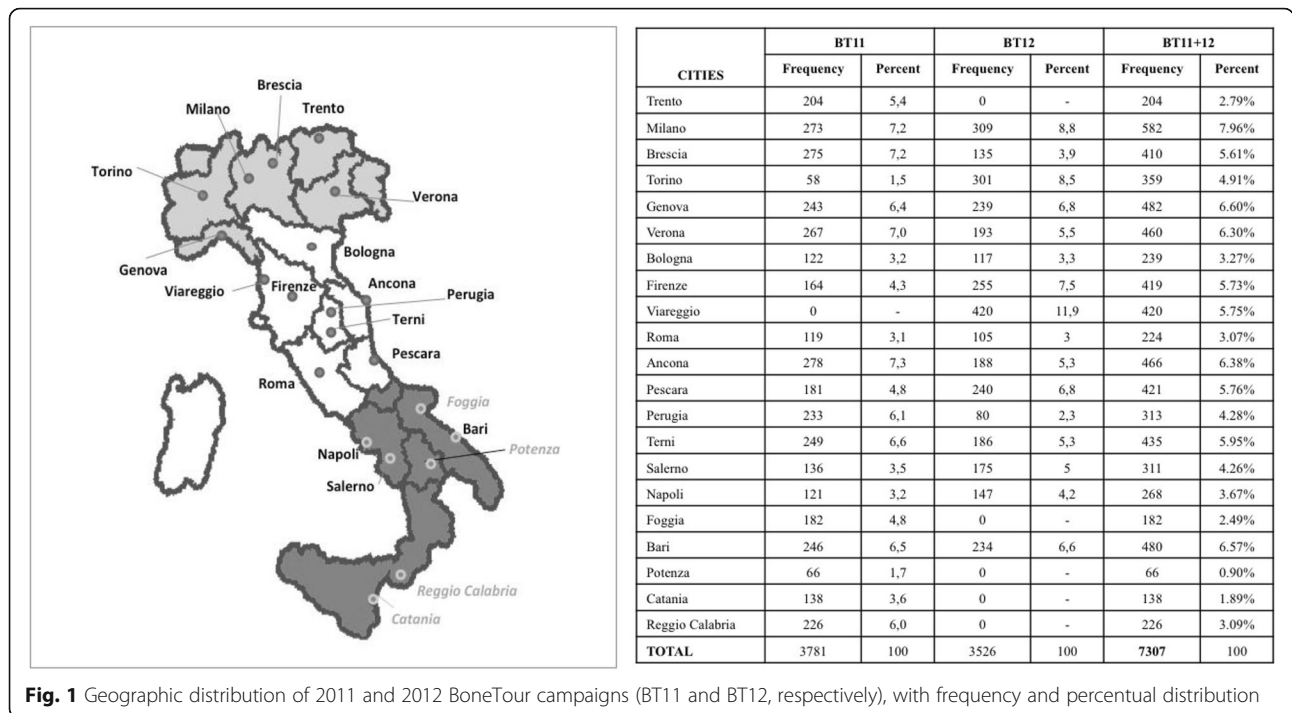 Brescia
Milano Trento
Torino
Verona
Genova
Bologna
Viareggio Firenze Ancona
Perugia
Terni
Pescara
Roma
Foggia
Bari
Napoli Potenza
Salerno
Reggio Calabria
Catania
CITIES BT11 BT12 BT11+12
Frequency Percent Frequency Percent Frequency Percent
Trento 204 5,4 0 - 204 2.79%
Milano 273 7,2 309 8,8 582 7.96%
Brescia 275 7,2 135 3,9 410 5.61%
Torino 58 1,5 301 8,5 359 4.91%
Genova 243 6,4 239 6,8 482 6.60%
Verona 267 7,0 193 5,5 460 6.30%
Bologna 122 3,2 117 3,3 239 3.27%
Firenze 164 4,3 255 7,5 419 5.73%
Viareggio 0 - 420 11,9 420 5.75%
Roma 119 3,1 105 3 224 3.07%
Ancona 278 7,3 188 5,3 466 6.38%
Pescara 181 4,8 240 6,8 421 5.76%
Perugia 233 6,1 80 2,3 313 4.28%
Terni 249 6,6 186 5,3 435 5.95%
Salerno 136 3,5 175 5 311 4.26%
Napoli 121 3,2 147 4,2 268 3.67%
Foggia 182 4,8 0 - 182 2.49%
Bari 246 6,5 234 6,6 480 6.57%
Potenza 66 1,7 0 - 66 0.90%
Catania 138 3,6 0 - 138 1.89%
Reggio Calabria 226 6,0 0 - 226 3.09%
TOTAL 3781 100 3526 100 7307 100
Fig. 1 Geographic distribution of 2011 and 2012 BoneTour campaigns (BT11 and BT12, respectively), with frequency and percentual distribution